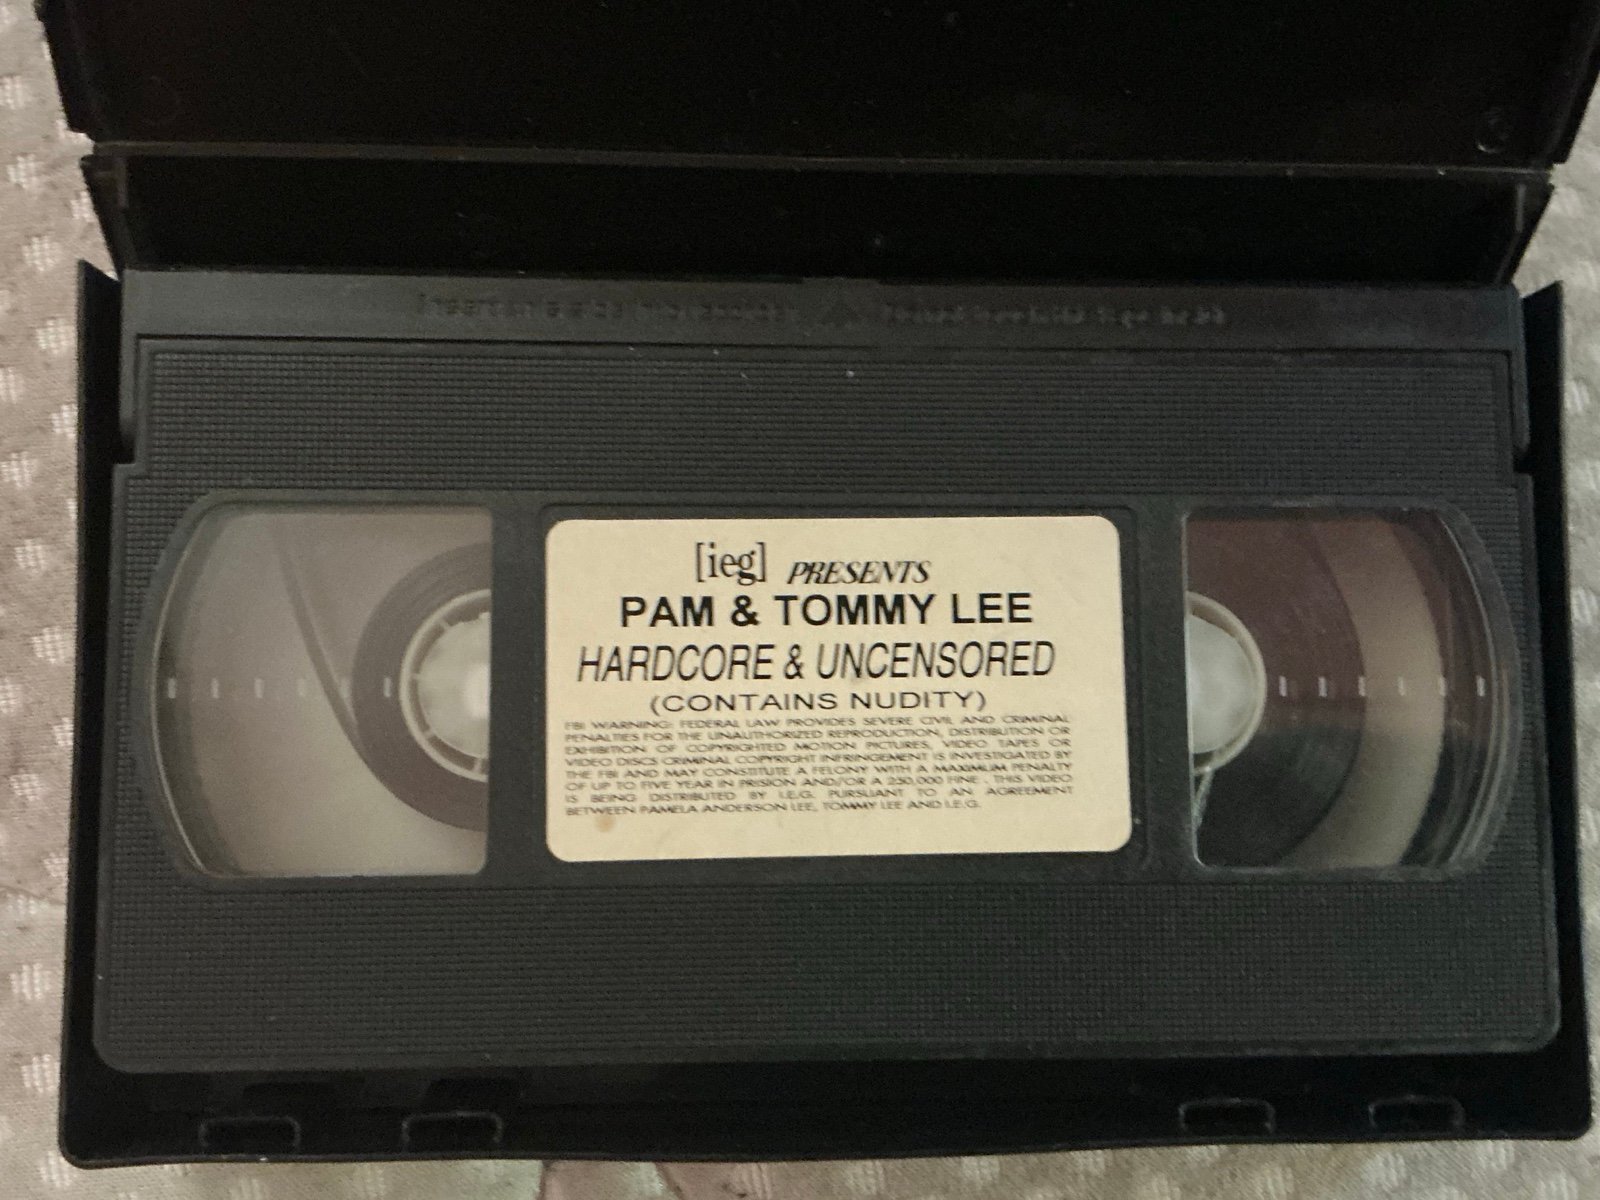 [ieg] PRESENTS
PAM & TOMMY LEE
HARDCORE & UNCENSORED
(CONTAINS NUDITY)
FBI WARNING: FEDERAL LAW PROVIDES SEVERE CIVIL AND CRIMINAL
PENALTIES FOR THE UNAUTHORIZED REPRODUCTION, DISTRIBUTION OR
EXHIBITION OF COPYRIGHTED MOTION PICTURES, VIDEO TAPES OR
VIDEO DISCS CRIMINAL COPYRIGHT INFRINGEMENT IS INVESTIGATED BY
THE FBI AND MAY CONSTITUTE A FELONY WITH A MAXIMUM PENALTY
OF UP TO FIVE YEAR IN PRISION AND/OR A 250,000 FINE . THIS VIDEO
IS BEING DISTRIBUTED BY I.E.G. PURSUANT TO AN AGREEMENT
BETWEEN PAMELA ANDERSON LEE, TOMMY LEE AND I.E.G.